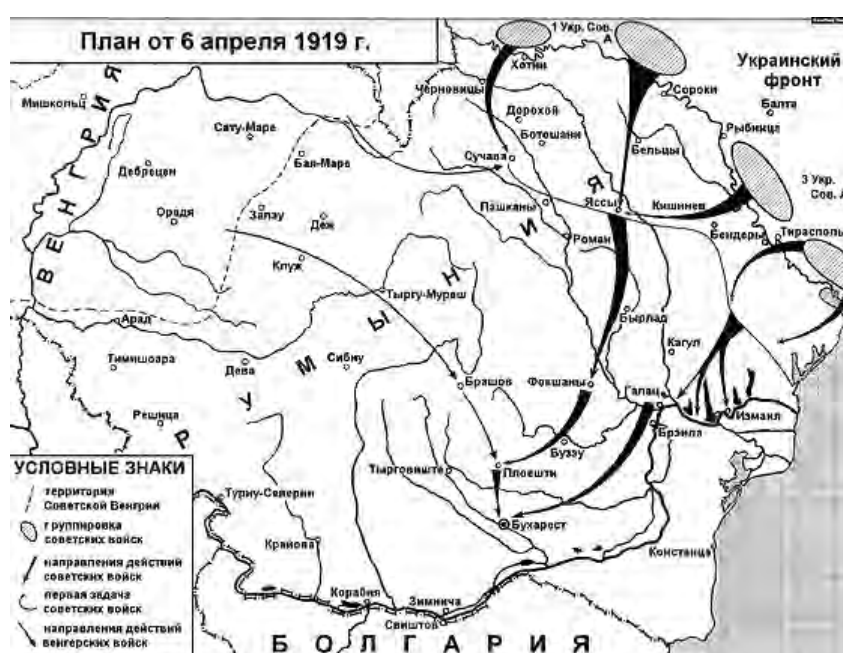 План от 6 апреля 1919 г.
1 Укр. Сов.
А
Хотин
Украинский
фронт
Черновицы
Сороки
Балта
Мишкольц
Дорохой
Рыбница
Сату-Маре
Ботошани
Бельцы
Бая-Маре
Сучава
Дебрецен
3 Укр.
Сов. А
Орадя
Залау
Деж
Пашканы
Яссы
Кишинев
Тирасполь
ВЕНГРИЯ
Роман
Бендеры
Клуж
Тыргу-Муреш
Арад
Бырлад
Кагул
РУМЫНИЯ
Тимишоара
Дева
Сибиу
Брашов
Фокшаны
Галац
Измаил
Решица
Брэила
Бузэу
УСЛОВНЫЕ ЗНАКИ
Тырговиште
Плоешти
территория
Советской Венгрии
Турну-Северин
группировка
советских войск
Бухарест
Крайова
Констанца
направления действий
советских войск
первая задача
советских войск
Корабия
Зимнича
Свиштов
направления действий
венгерских войск
БОЛГАРИЯ